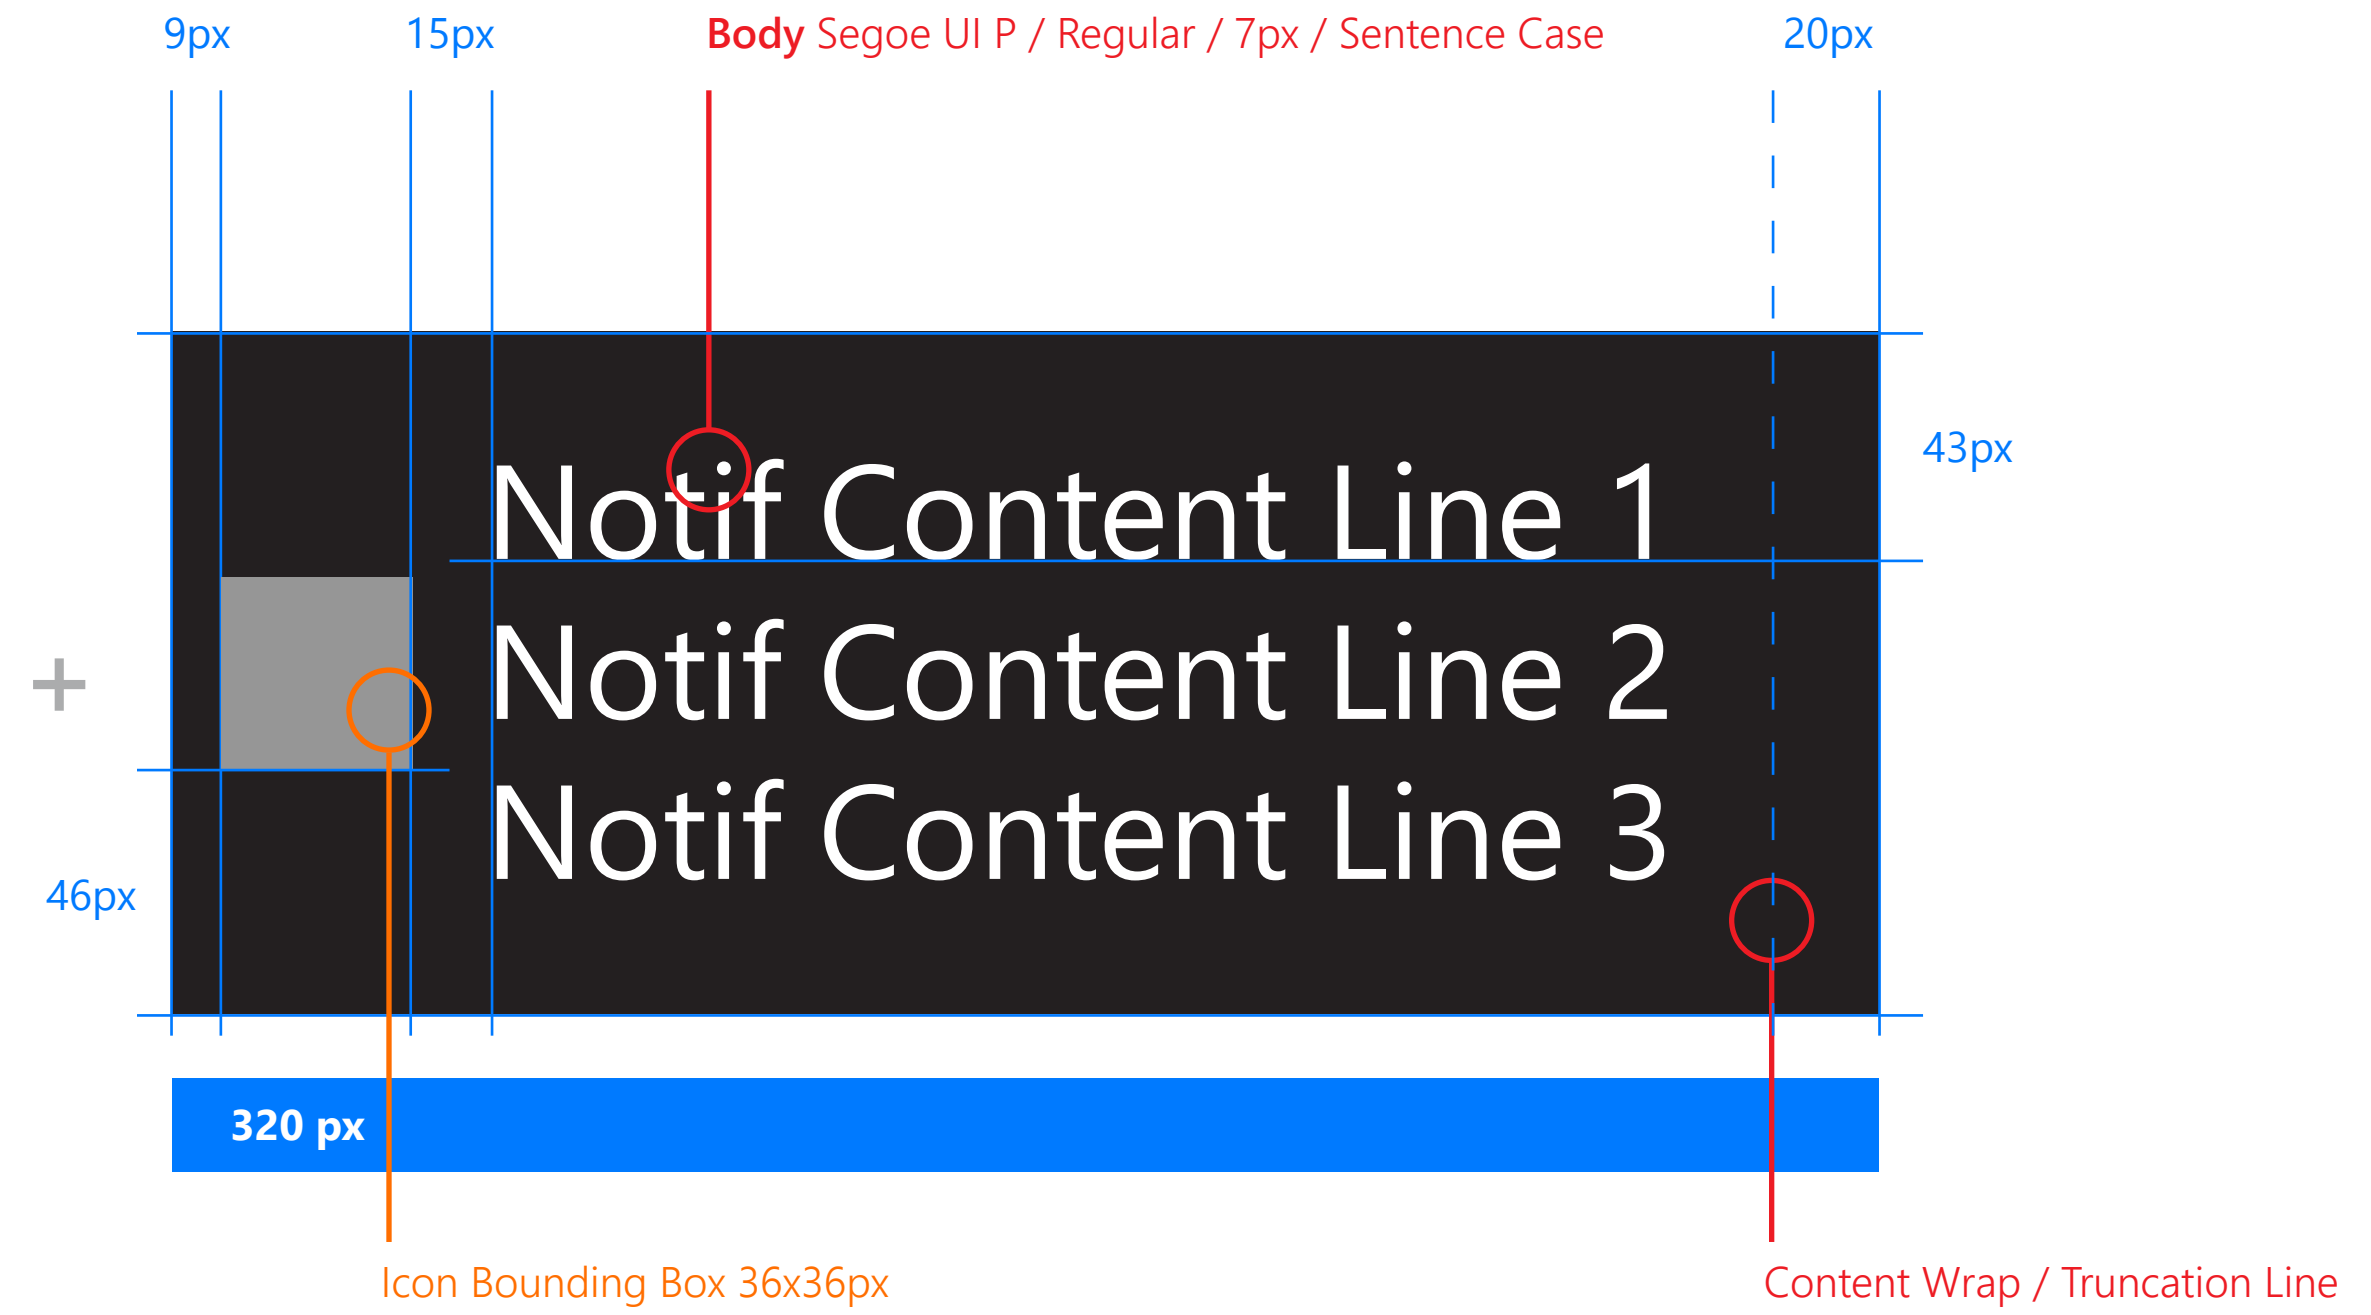 9px
15px
Body Segoe UI P / Regular / 7px / Sentence Case
20px
Notif Content Line 1
43px
Notif Content Line 2
+
Notif Content Line 3
46px
320 px
Icon Bounding Box 36x36px
Content Wrap / Truncation Line